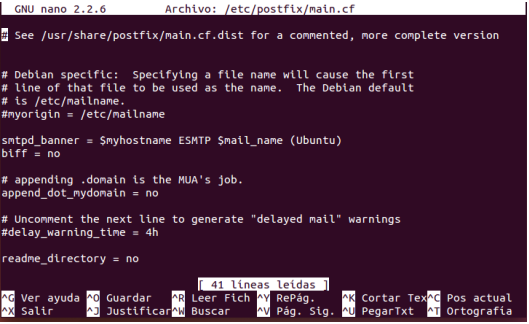 GNU nano 2.2.6 Archivo: /etc/postfix/main.cf
# See /usr/share/postfix/main.cf.dist for a commented, more complete version
# Debian specific: Specifying a file name will cause the first
# line of that file to be used as the name. The Debian default
# is /etc/mailname.
#myorigin = /etc/mailname
smtpd_banner = $myhostname ESMTP $mail_name (Ubuntu)
biff = no
# appending .domain is the MUA's job.
append_dot_mydomain = no
# Uncomment the next line to generate "delayed mail" warnings
#delay_warning_time = 4h
readme_directory = no
[ 41 líneas leídas ]
^G Ver ayuda ^O Guardar ^R Leer Fich ^Y RePág. ^K Cortar Tex ^C Pos actual
^X Salir ^J Justificar ^W Buscar ^V Pág. Sig. ^U PegarTxt ^T Ortografía